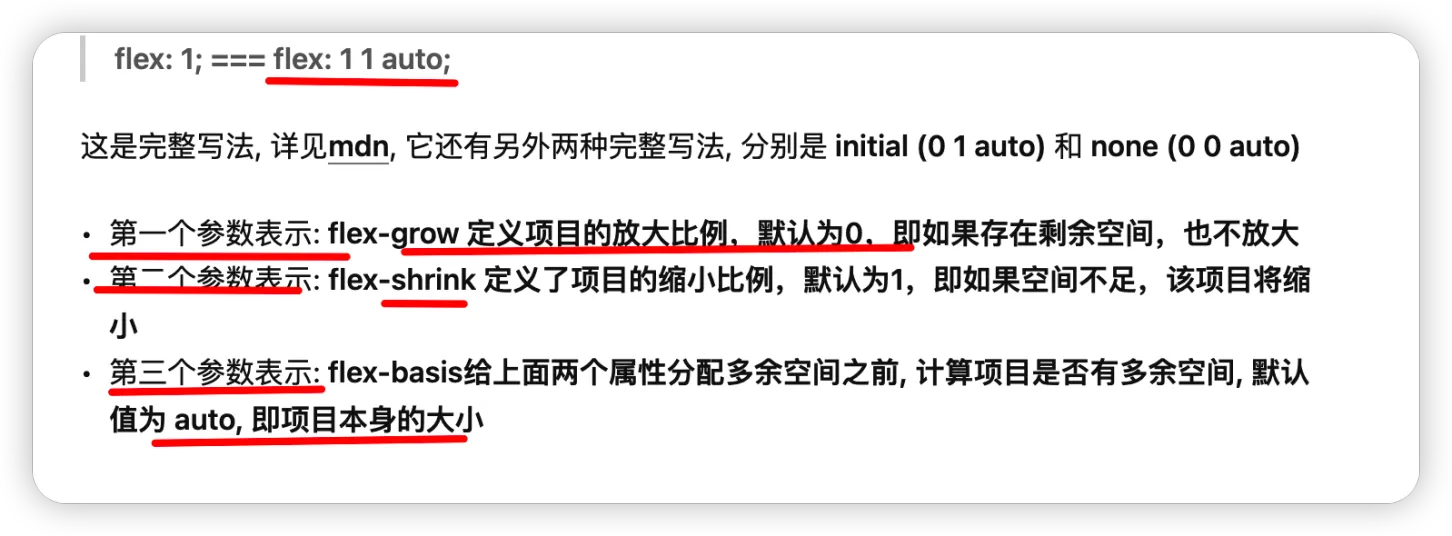 flex: 1; === flex: 1 1 auto;
这是完整写法, 详见mdn, 它还有另外两种完整写法, 分别是 initial (0 1 auto) 和 none (0 0 auto)
• 第一个参数表示: flex-grow 定义项目的放大比例，默认为0，即如果存在剩余空间，也不放大
• 第二个参数表示: flex-shrink 定义了项目的缩小比例，默认为1，即如果空间不足，该项目将缩
小
• 第三个参数表示: flex-basis给上面两个属性分配多余空间之前, 计算项目是否有多余空间, 默认
值为 auto, 即项目本身的大小